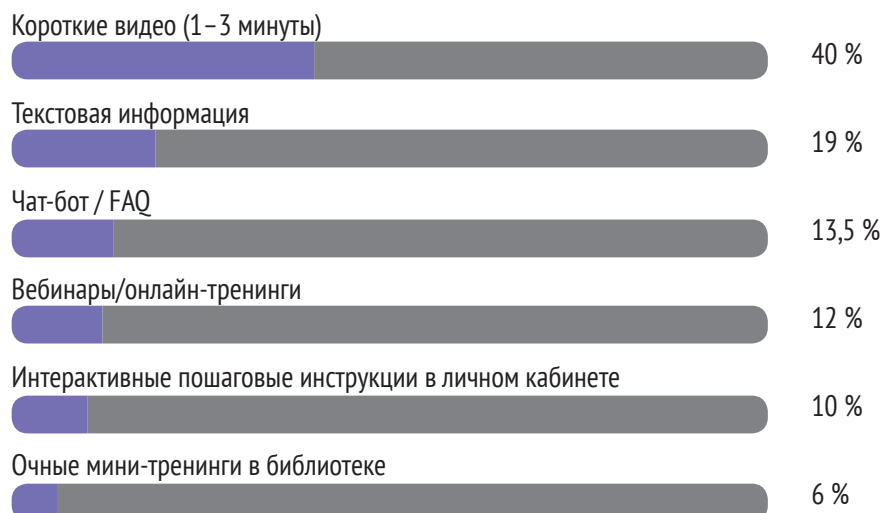 Короткие видео (1–3 минуты)
40 %
Текстовая информация
19 %
Чат-бот / FAQ
13,5 %
Вебинары/онлайн-тренинги
12 %
Интерактивные пошаговые инструкции в личном кабинете
10 %
Очные мини-тренинги в библиотеке
6 %